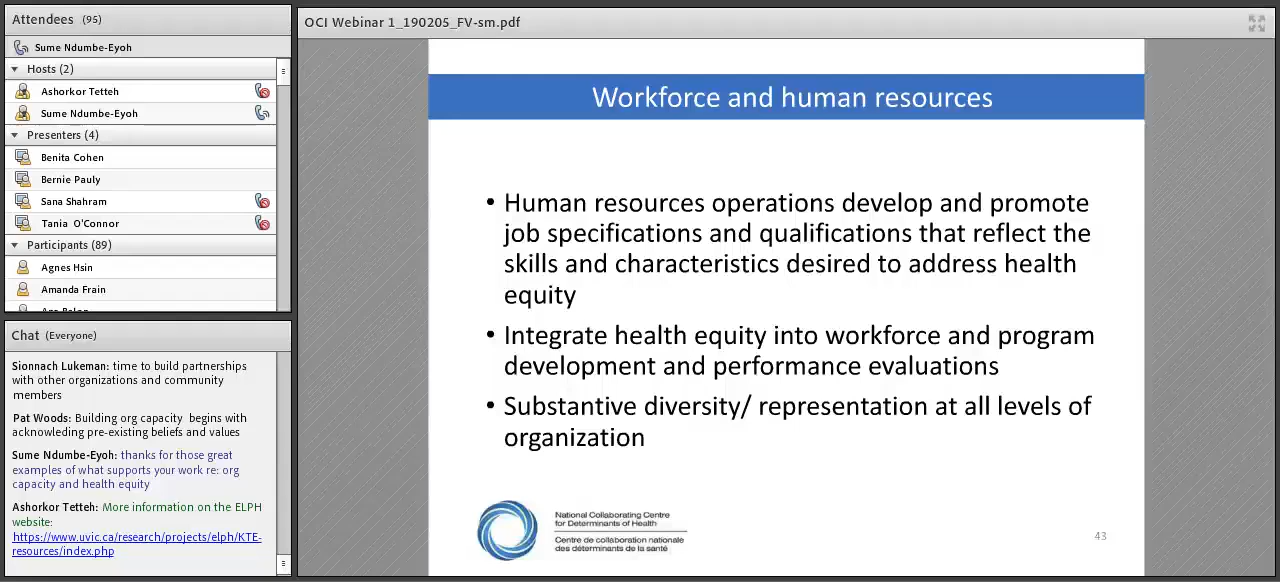 Attendees (95)
Sume Ndumbe-Eyoh
Hosts (2)
Ashorkor Tetteh
Sume Ndumbe-Eyoh
Presenters (4)
Benita Cohen
Bernie Pauly
Sana Shahram
Tania O'Connor
Participants (89)
Agnes Hsin
Amanda Frain
Chat (Everyone)
Sionnach Lukeman: time to build partnerships
with other organizations and community
members
Pat Woods: Building org capacity begins with
acknowleding pre-existing beliefs and values
Sume Ndumbe-Eyoh: thanks for those great
examples of what supports your work re: org
capacity and health equity
Ashorkor Tetteh: More information on the ELPH
website:
https://www.uvic.ca/research/projects/elph/KTE-
resources/index.php
OCI Webinar 1_190205_FV-sm.pdf
Workforce and human resources
• Human resources operations develop and promote
job specifications and qualifications that reflect the
skills and characteristics desired to address health
equity
• Integrate health equity into workforce and program
development and performance evaluations
• Substantive diversity/ representation at all levels of
organization
National Collaborating Centre
for Determinants of Health
Centre de collaboration nationale
des déterminants de la santé
43